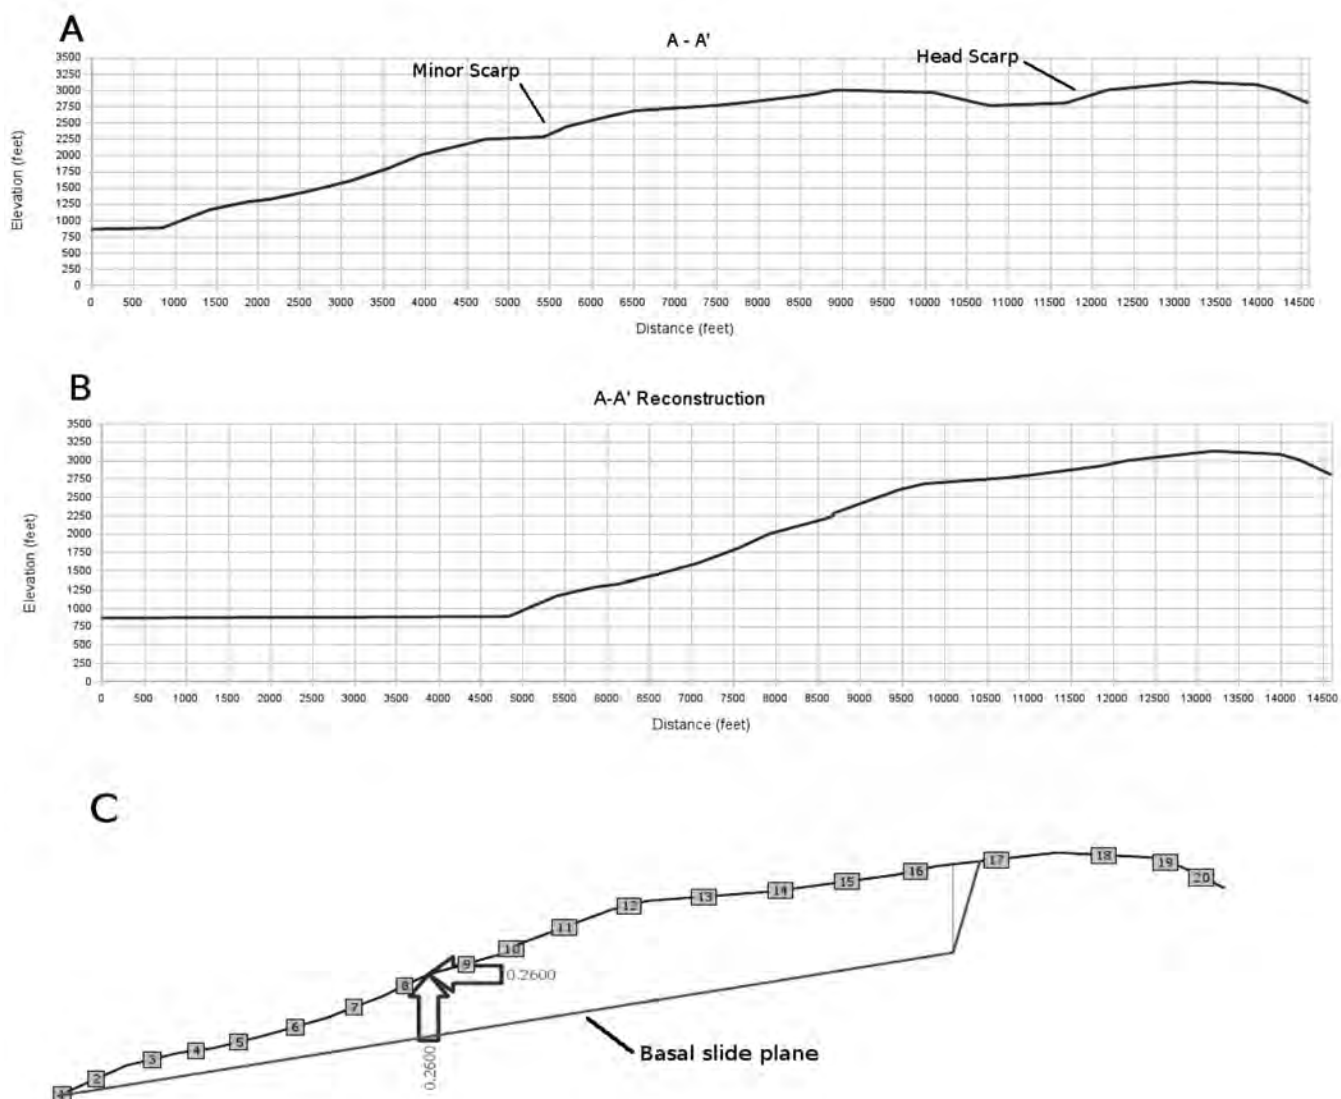 A
A - A'
Minor Scarp
Head Scarp
3500
3250
3000
2750
2500
2250
2000
1750
1500
1250
1000
750
500
250
0
Elevation (feet)
0 500 1000 1500 2000 2500 3000 3500 4000 4500 5000 5500 6000 6500 7000 7500 8000 8500 9000 9500 10000 10500 11000 11500 12000 12500 13000 13500 14000 14500
Distance (feet)
B
A-A' Reconstruction
3500
3250
3000
2750
2500
2250
2000
1750
1500
1250
1000
750
500
250
0
Elevation (feet)
0 500 1000 1500 2000 2500 3000 3500 4000 4500 5000 5500 6000 6500 7000 7500 8000 8500 9000 9500 10000 10500 11000 11500 12000 12500 13000 13500 14000 14500
Distance (feet)
C
1 2 3 4 5 6 7 8 9 10 11 12 13 14 15 16 17 18 19 20
0.2600
0.2600
Basal slide plane